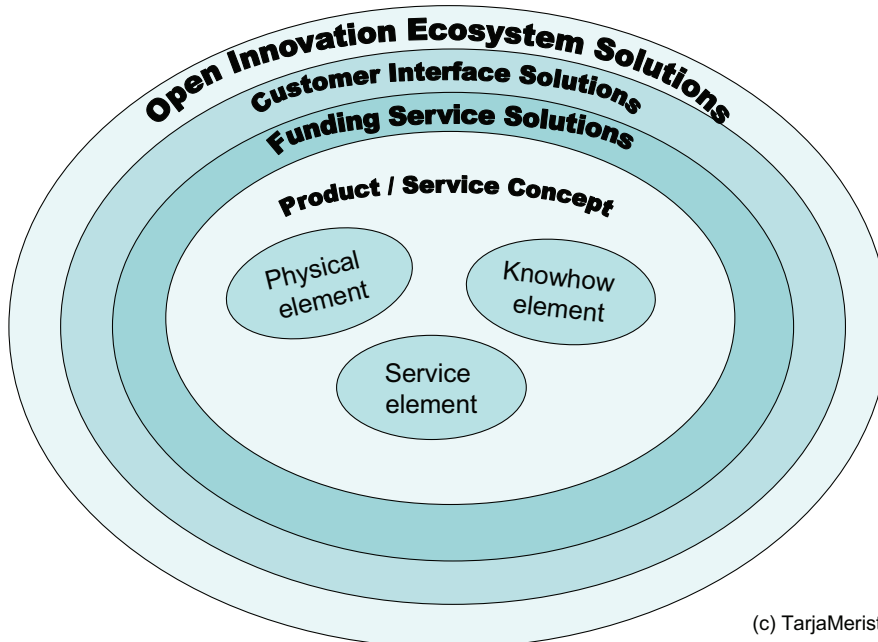 Open Innovation Ecosystem Solutions
Customer Interface Solutions
Funding Service Solutions
Product / Service Concept
Physical
element
Knowhow
element
Service
element
(c) TarjaMerist